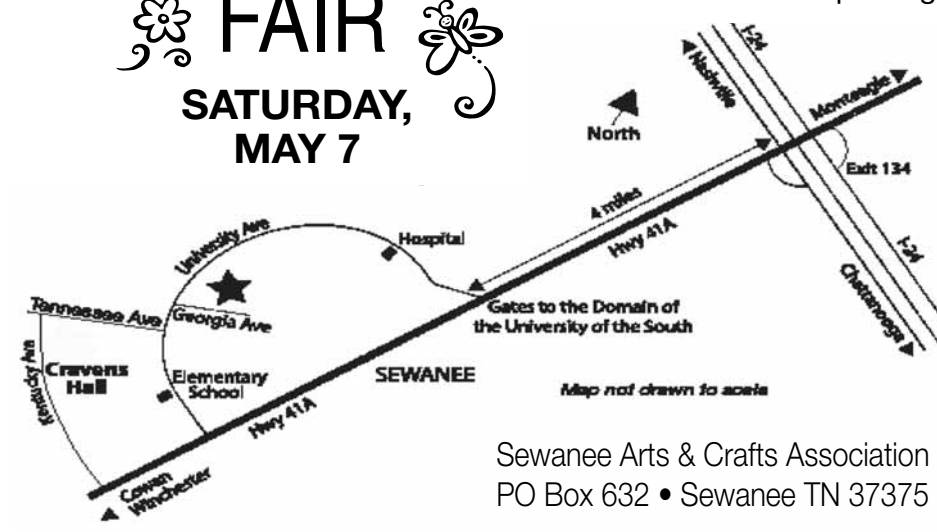 FAIR
SATURDAY,
MAY 7
I-24
Nashville
Monteagle
North
Exit 134
4 miles
Hwy 41A
I-24
Chattanooga
University Ave
Hospital
Gates to the Domain of
the University of the South
Tennessee Ave
Georgia Ave
Kentucky Ave
Cravens
Hall
Elementary
School
SEWANEE
Map not drawn to scale
Hwy 41A
Cowan
Winchester
Sewanee Arts & Crafts Association
PO Box 632 • Sewanee TN 37375